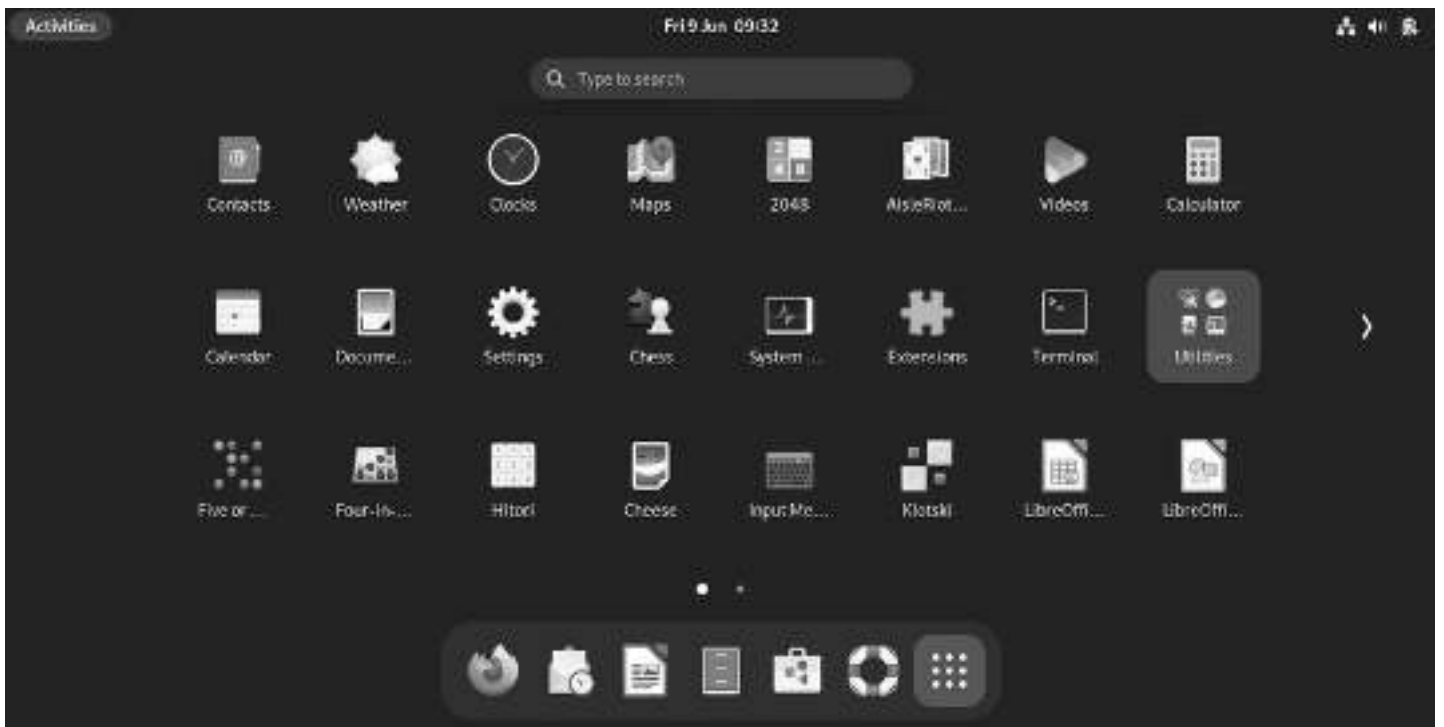 Activities
Fri 9 Jun 09:32
Type to search
Contacts Weather Clocks Maps 2048 AisleRiot... Videos Calculator
Calendar Docume... Settings Chess System ... Extensions Terminal Utilities
Five or ... Four-in-... Hitori Cheese Input Me... Klotski LibreOffi... LibreOffi...